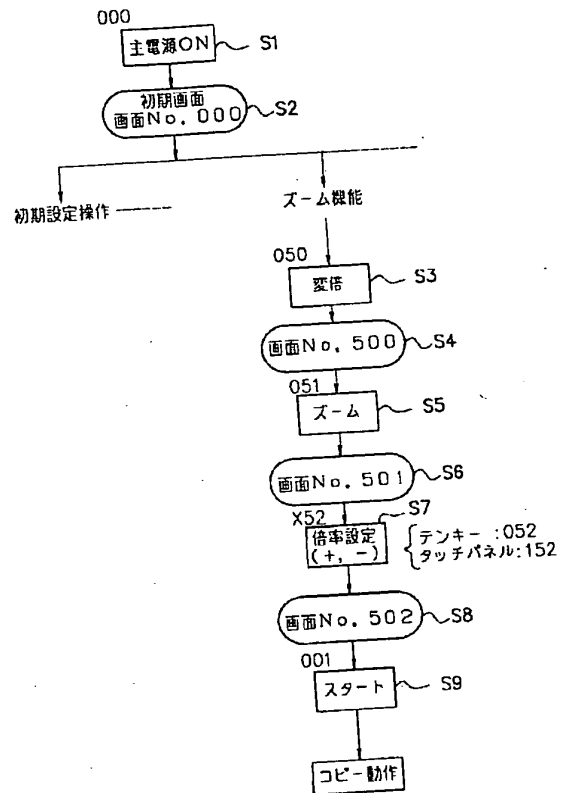 000
主電源ON
S1
初期画面
画面No. 000
S2
初期設定操作
ズーム機能
050
変倍
S3
画面No. 500
S4
051
ズーム
S5
画面No. 501
S6
X52
S7
倍率設定
(+, -)
テンキー :052
タッチパネル:152
画面No. 502
S8
001
スタート
S9
コピー動作